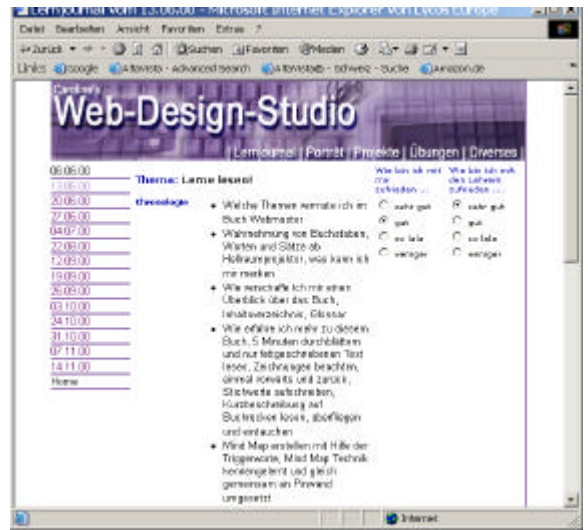 Lernjournal vom 13.06.00 - Microsoft Internet Explorer von Lycos Europe
Datei Bearbeiten Ansicht Favoriten Extras ?
Zurück Suchen Favoriten Medien
Links Google Altavista - Advanced Search - Schweiz - Suche Amazon.de
Caroline's
Web-Design-Studio
| Lernjournal | Porträt | Projekte | Übungen | Diverses |
06.06.00
13.06.00
20.06.00
27.06.00
04.07.00
22.08.00
12.09.00
19.09.00
26.09.00
03.10.00
24.10.00
31.10.00
07.11.00
14.11.00
Home
Thema: Lerne lesen!
chronologie
• Welche Themen vermute ich im
Buch Webmaster
• Wahrnehmung von Buchstaben,
Worten und Sätze ab
Hellraumprojektor, was kann ich
mir merken
• Wie verschaffe ich mir einen
Überblick über das Buch,
Inhaltsverzeichnis, Glossar
• Wie erfahre ich mehr zu diesem
Buch, 5 Minuten durchblättern
und nur fettgeschriebenen Text
lesen, Zeichnungen beachten,
einmal vorwärts und zurück,
Stichworte aufschreiben,
Kurzbeschreibung auf
Buchrücken lesen, überfliegen
und eintauchen
• Mind Map erstellen mit Hilfe der
Triggerworte, Mind Map Technik
kennengelernt und gleich
gemeinsam an Pinwand
umgesetzt
Wie bin ich mit
mir
zufrieden ...
sehr gut
gut
so lala
weniger
Wie bin ich mit
den Lehrern
zufrieden ...
sehr gut
gut
so lala
weniger
Internet